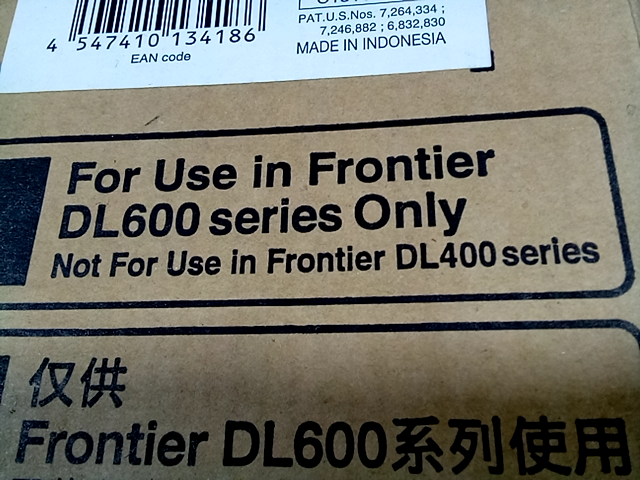 4 547410 134186
EAN code
PAT.U.S.Nos. 7,264,334 ;
7,246,882 ; 6,832,830
MADE IN INDONESIA
For Use in Frontier
DL600 series Only
Not For Use in Frontier DL400 series
仅供
Frontier DL600系列使用